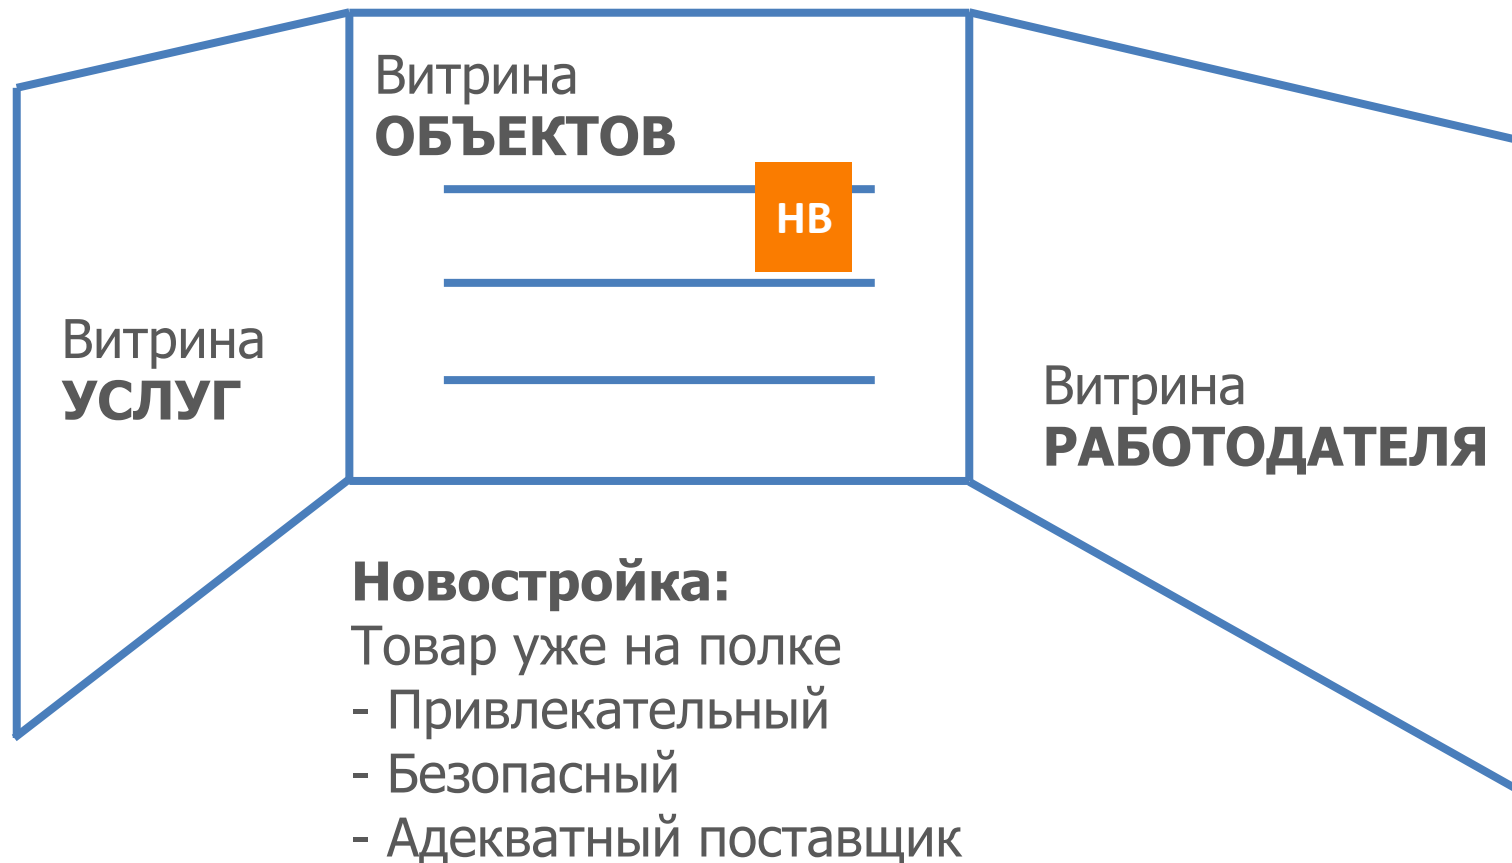 Витрина
ОБЪЕКТОВ
НВ
Витрина
УСЛУГ
Витрина
РАБОТОДАТЕЛЯ
Новостройка:
Товар уже на полке
- Привлекательный
- Безопасный
- Адекватный поставщик